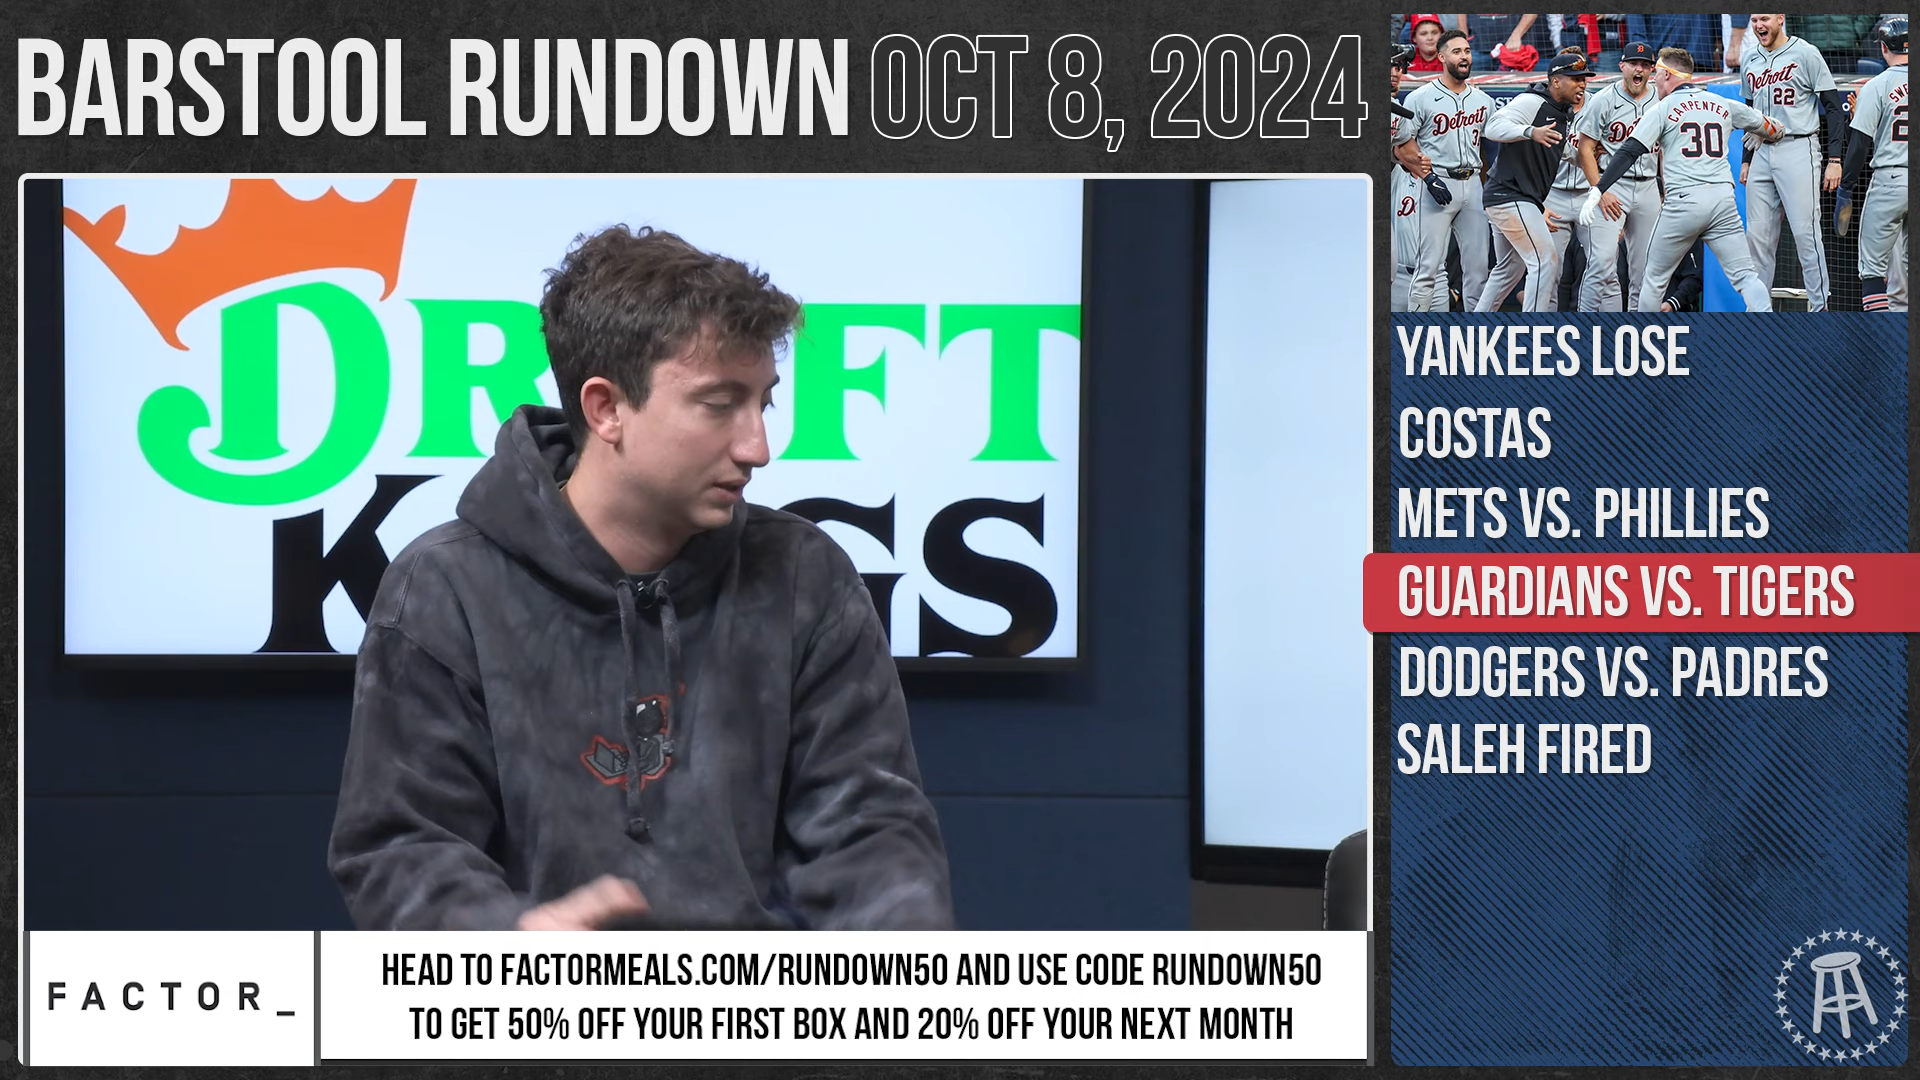 BARSTOOL RUNDOWN OCT 8, 2024
DRAFT
KINGS
Detroit
Detroit
22
CARPENTER
30
YANKEES LOSE
COSTAS
METS VS. PHILLIES
GUARDIANS VS. TIGERS
DODGERS VS. PADRES
SALEH FIRED
FACTOR_
HEAD TO FACTORMEALS.COM/RUNDOWN50 AND USE CODE RUNDOWN50
TO GET 50% OFF YOUR FIRST BOX AND 20% OFF YOUR NEXT MONTH